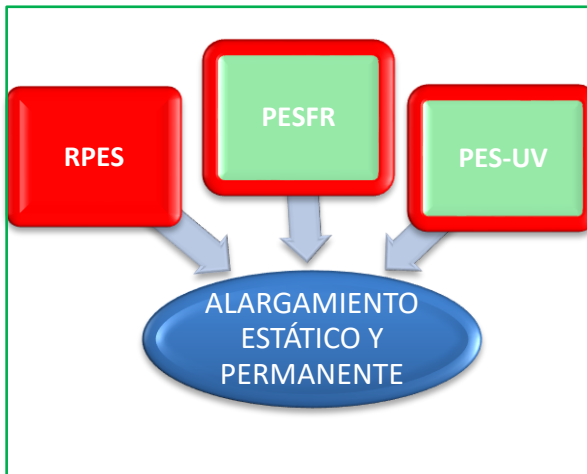 RPES
PESFR
PES-UV
ALARGAMIENTO
ESTÁTICO Y
PERMANENTE